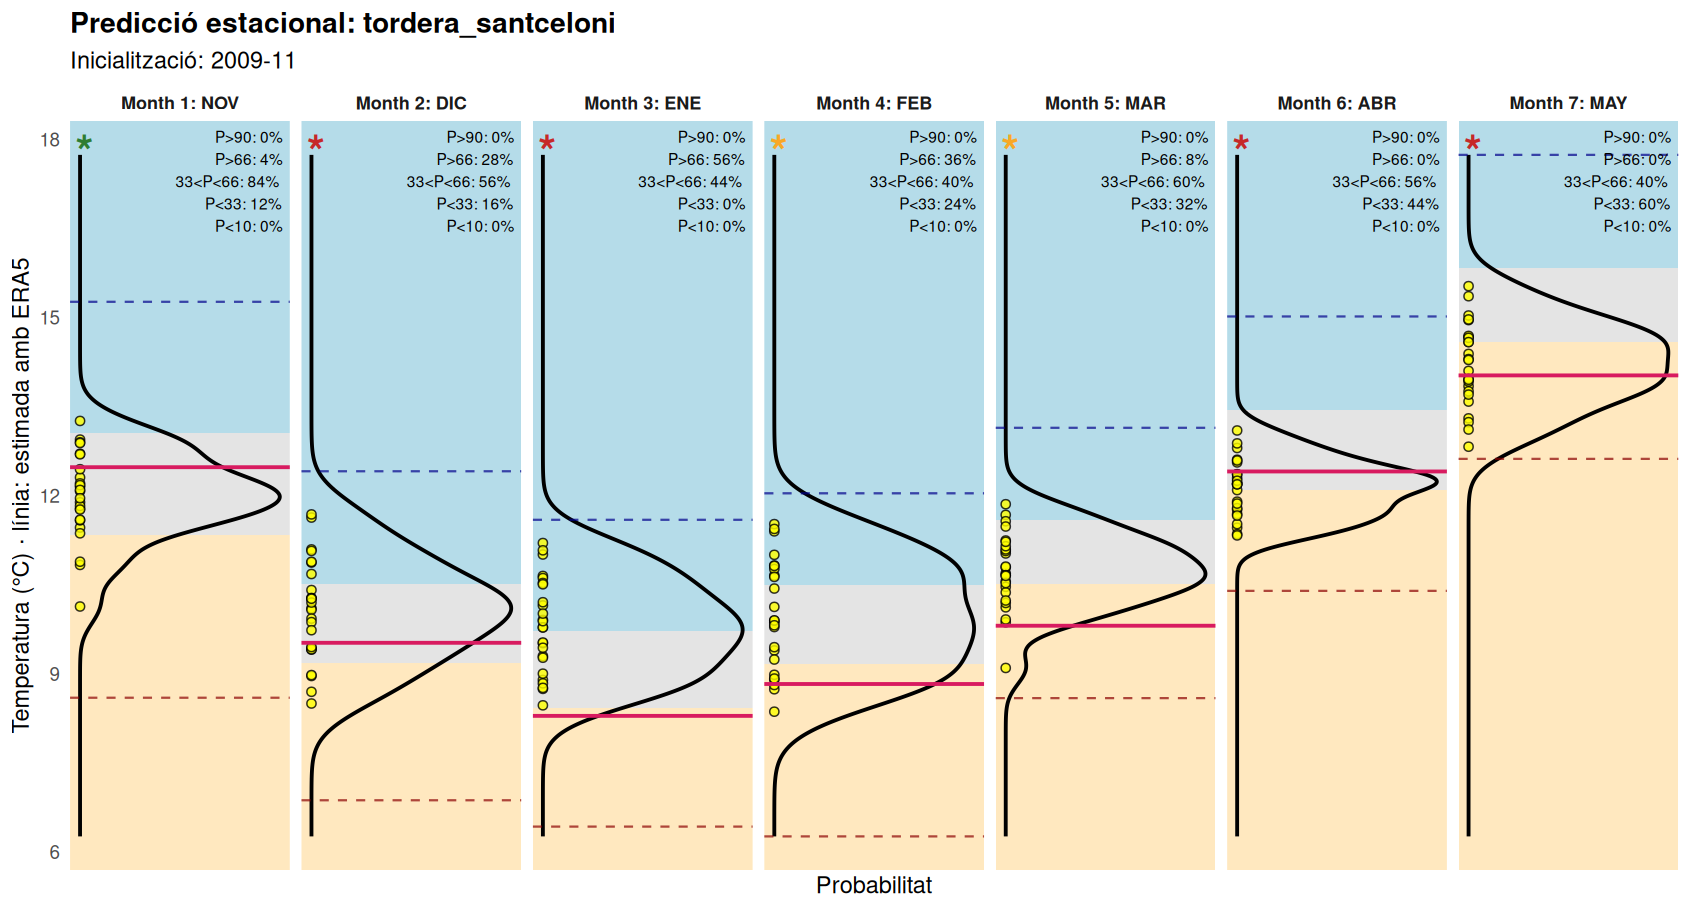 Predicció estacional: tordera_santceloni
Inicialització: 2009-11
Month 1: NOV
Month 2: DIC
Month 3: ENE
Month 4: FEB
Month 5: MAR
Month 6: ABR
Month 7: MAY
Temperatura (°C) · línia: estimada amb ERA5
18
15
12
9
6
*
P>90: 0%
P>66: 4%
33<P<66: 84%
P<33: 12%
P<10: 0%
*
P>90: 0%
P>66: 28%
33<P<66: 56%
P<33: 16%
P<10: 0%
*
P>90: 0%
P>66: 56%
33<P<66: 44%
P<33: 0%
P<10: 0%
*
P>90: 0%
P>66: 36%
33<P<66: 40%
P<33: 24%
P<10: 0%
*
P>90: 0%
P>66: 8%
33<P<66: 60%
P<33: 32%
P<10: 0%
*
P>90: 0%
P>66: 0%
33<P<66: 56%
P<33: 44%
P<10: 0%
*
P>90: 0%
P>66: 0%
33<P<66: 40%
P<33: 60%
P<10: 0%
Probabilitat